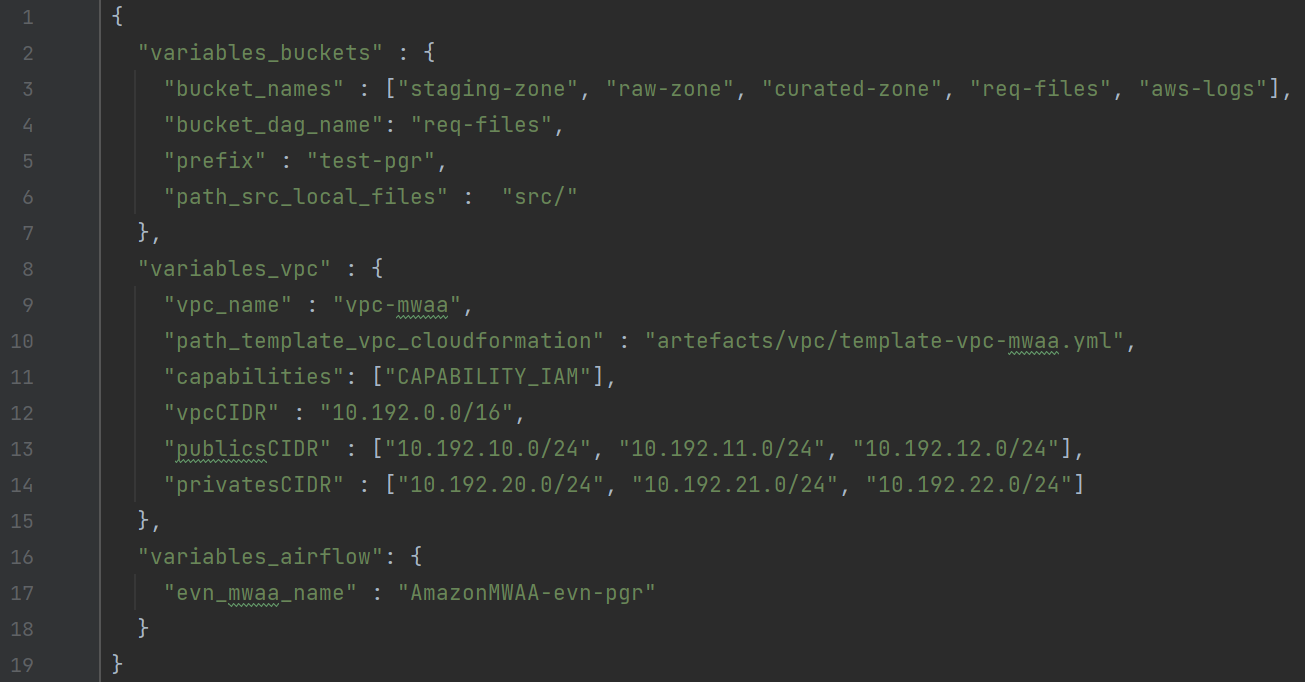 1 {
2   "variables_buckets" : {
3     "bucket_names" : ["staging-zone", "raw-zone", "curated-zone", "req-files", "aws-logs"],
4     "bucket_dag_name": "req-files",
5     "prefix" : "test-pgr",
6     "path_src_local_files" :  "src/"
7   },
8   "variables_vpc" : {
9     "vpc_name" : "vpc-mwaa",
10     "path_template_vpc_cloudformation" : "artefacts/vpc/template-vpc-mwaa.yml",
11     "capabilities": ["CAPABILITY_IAM"],
12     "vpcCIDR" : "10.192.0.0/16",
13     "publicsCIDR" : ["10.192.10.0/24", "10.192.11.0/24", "10.192.12.0/24"],
14     "privatesCIDR" : ["10.192.20.0/24", "10.192.21.0/24", "10.192.22.0/24"]
15   },
16   "variables_airflow": {
17     "evn_mwaa_name" : "AmazonMWAA-evn-pgr"
18   }
19 }